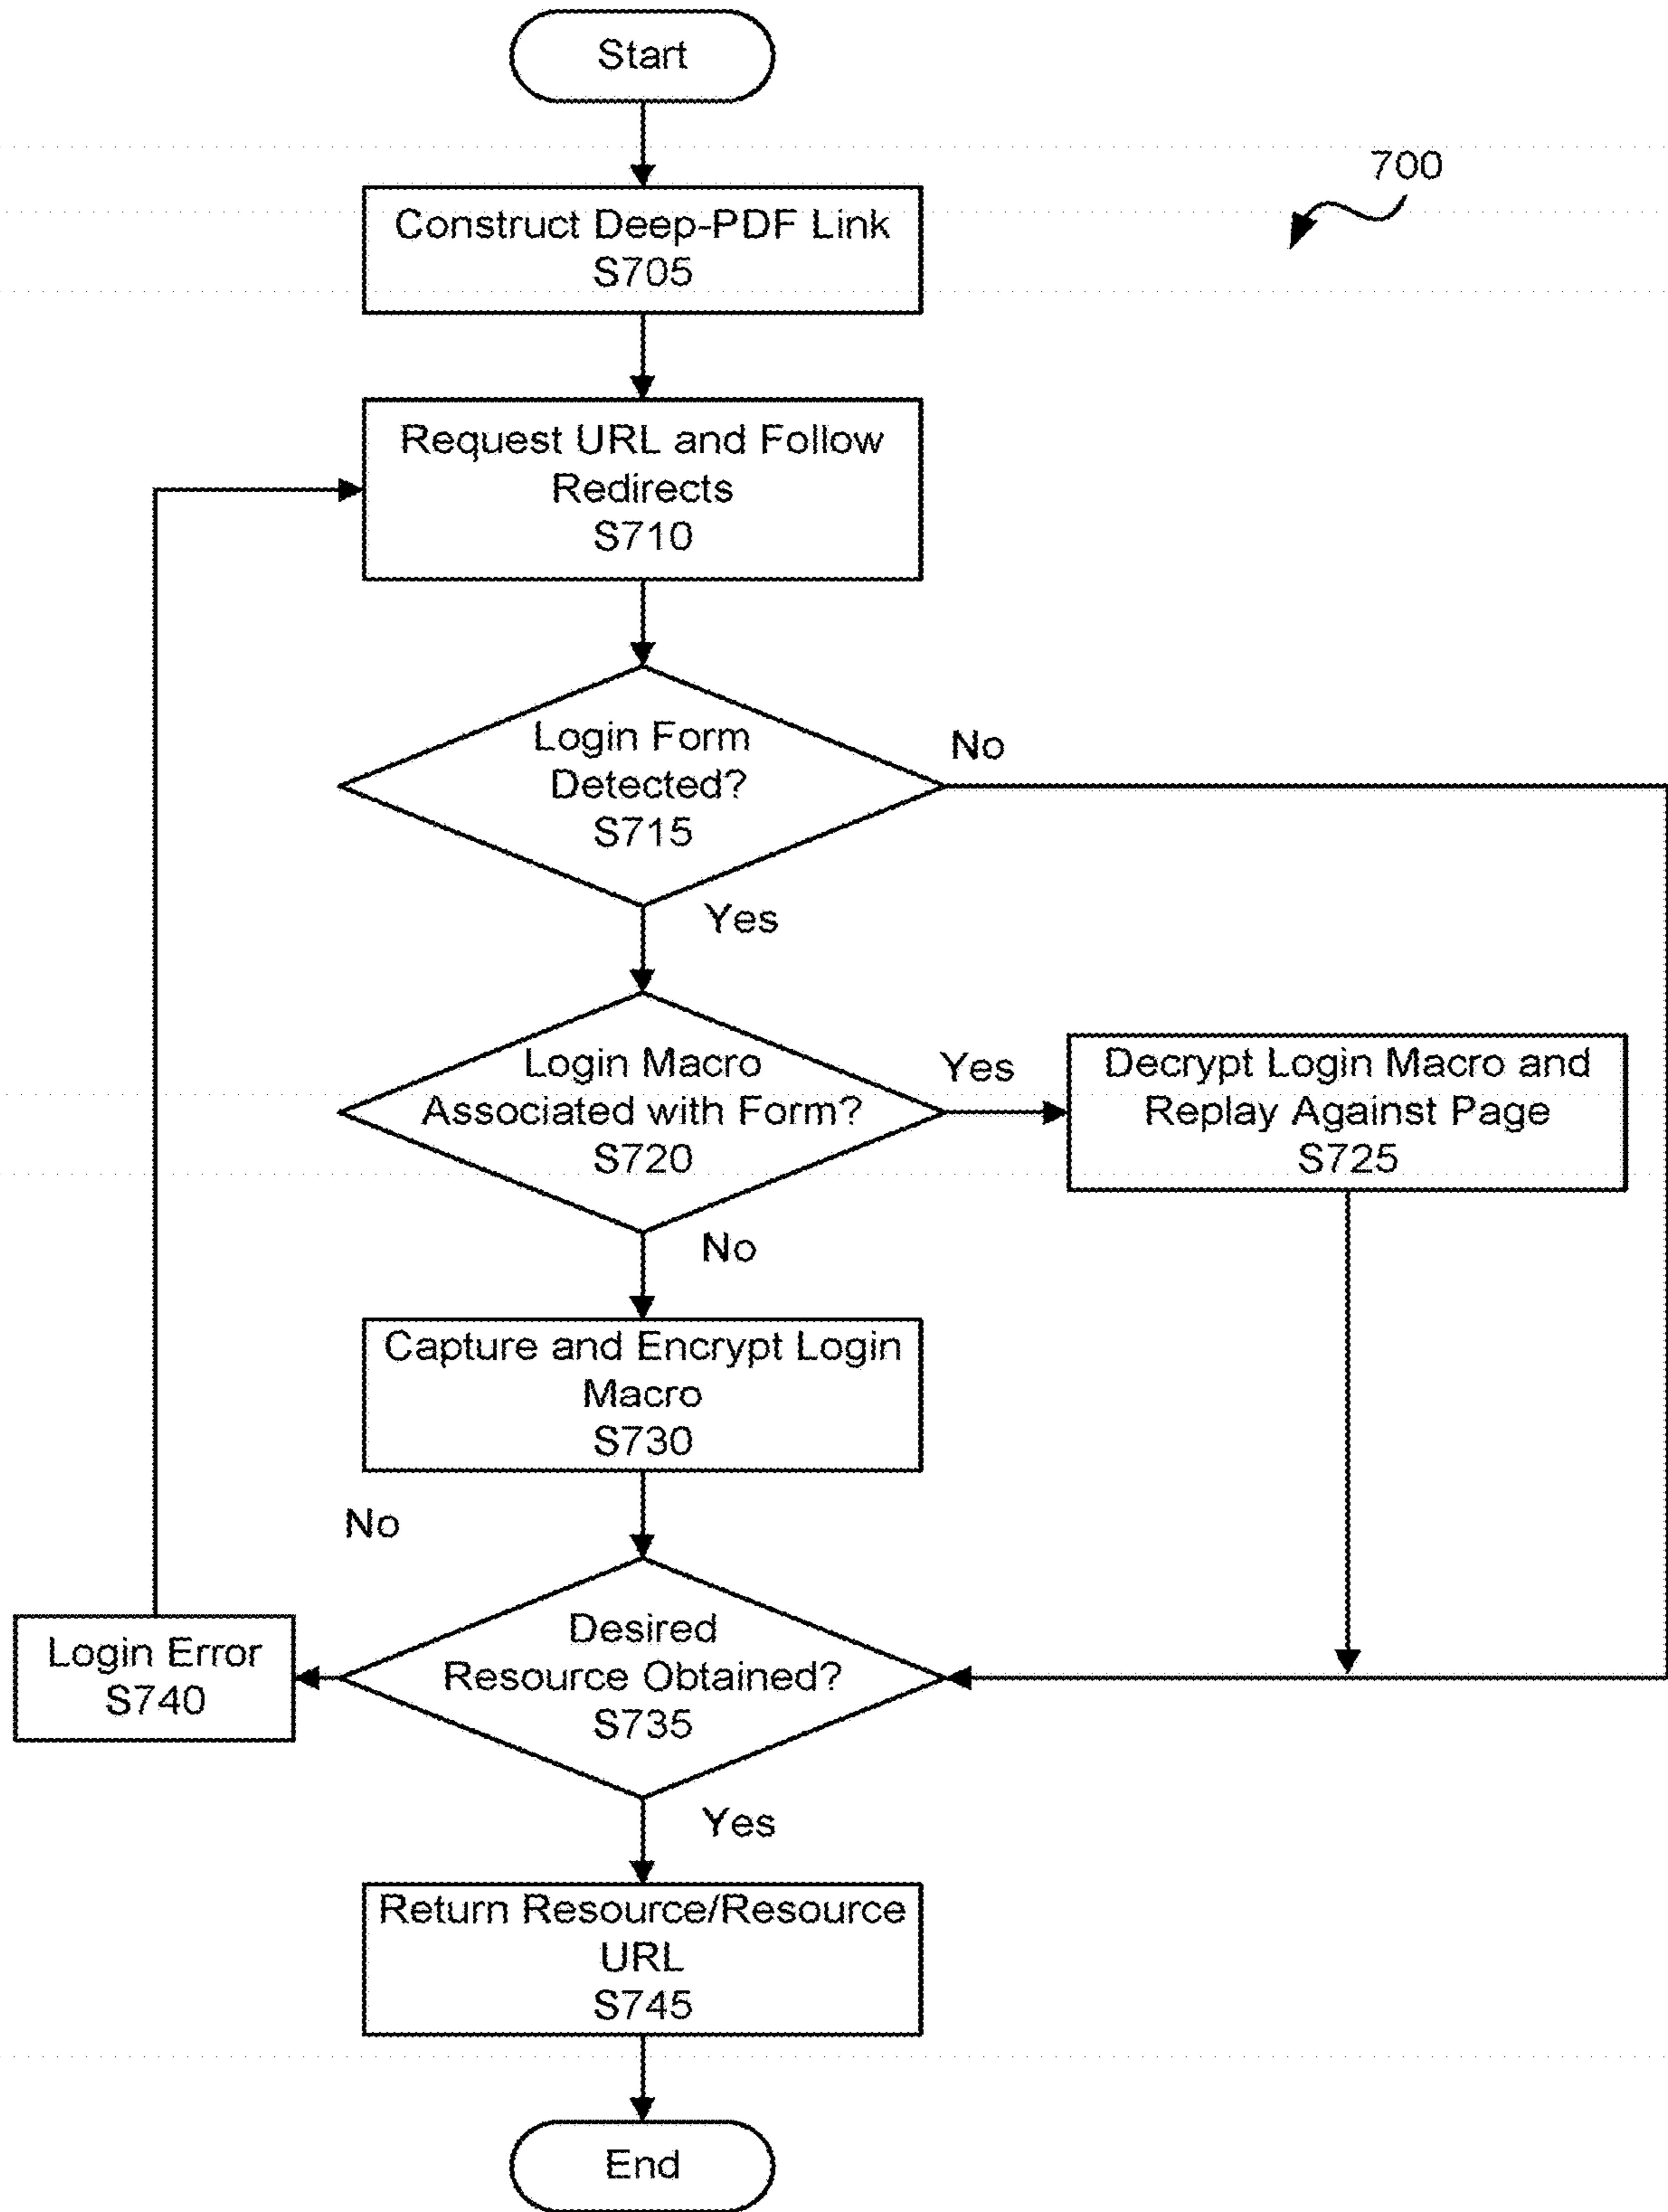 Start
700
Construct Deep-PDF Link
S705
Request URL and Follow
Redirects
S710
Login Form
Detected?
S715
No
Yes
Login Macro
Associated with Form?
S720
Yes
Decrypt Login Macro and
Replay Against Page
S725
No
Capture and Encrypt Login
Macro
S730
No
Desired
Resource Obtained?
S735
Login Error
S740
Yes
Return Resource/Resource
URL
S745
End